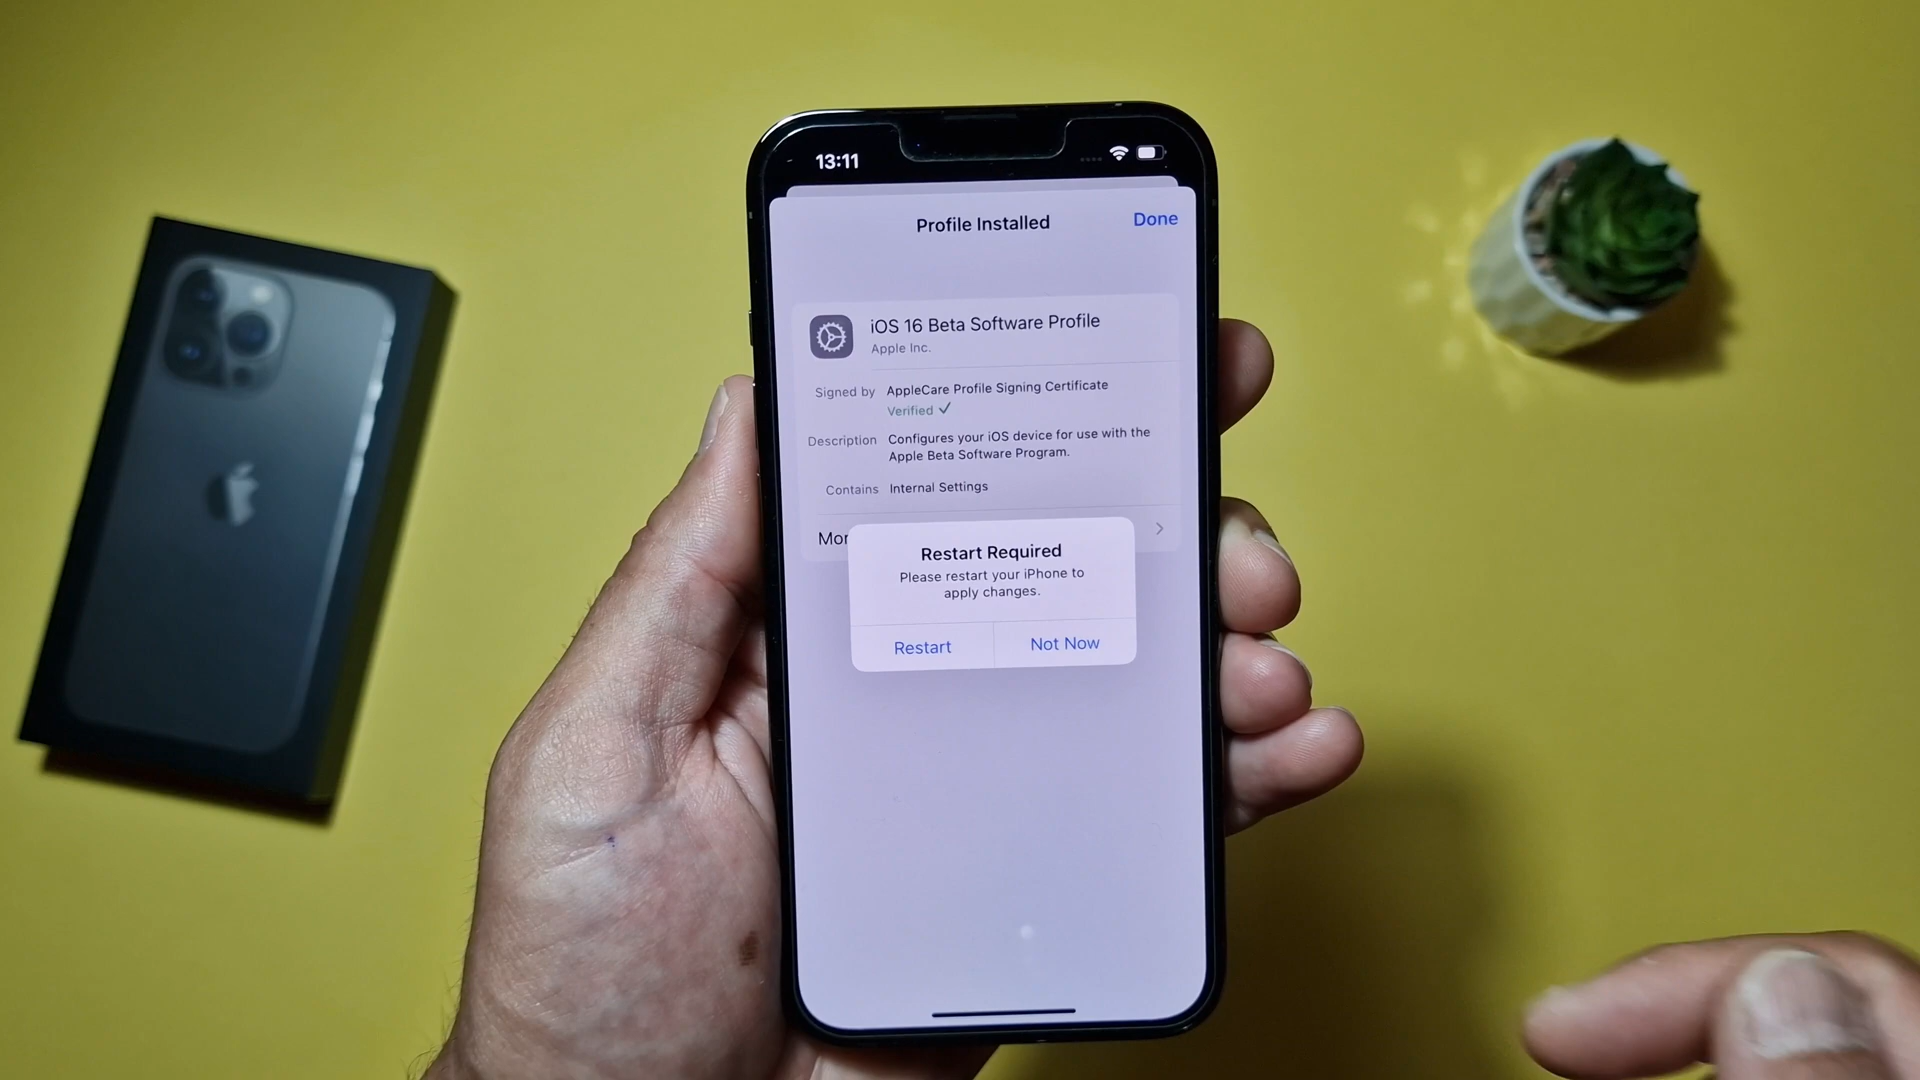 13:11
Profile Installed
Done
iOS 16 Beta Software Profile
Apple Inc.
Signed by AppleCare Profile Signing Certificate
Verified ✓
Description Configures your iOS device for use with the
Apple Beta Software Program.
Contains Internal Settings
Mor
Restart Required
Please restart your iPhone to
apply changes.
Restart
Not Now